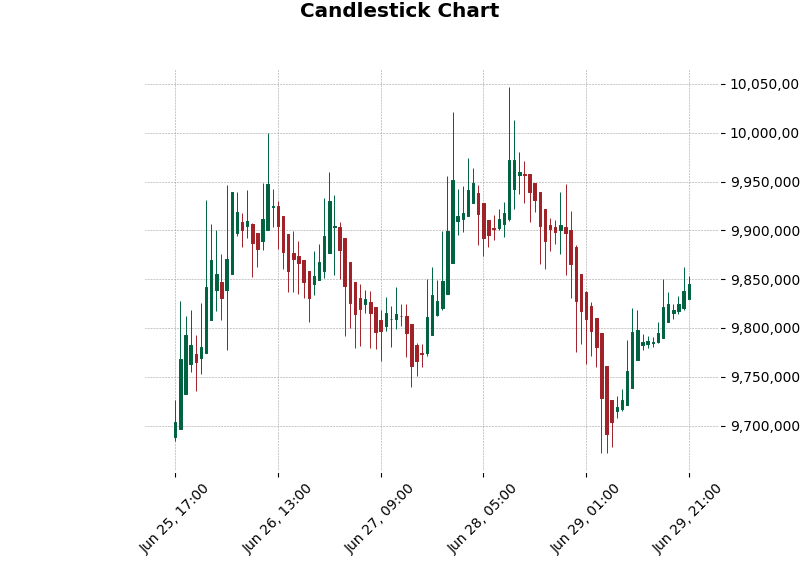 Candlestick Chart
10,050,00
10,000,00
9,950,000
9,900,000
9,850,000
9,800,000
9,750,000
9,700,000
Jun 25, 17:00
Jun 26, 13:00
Jun 27, 09:00
Jun 28, 05:00
Jun 29, 01:00
Jun 29, 21:00